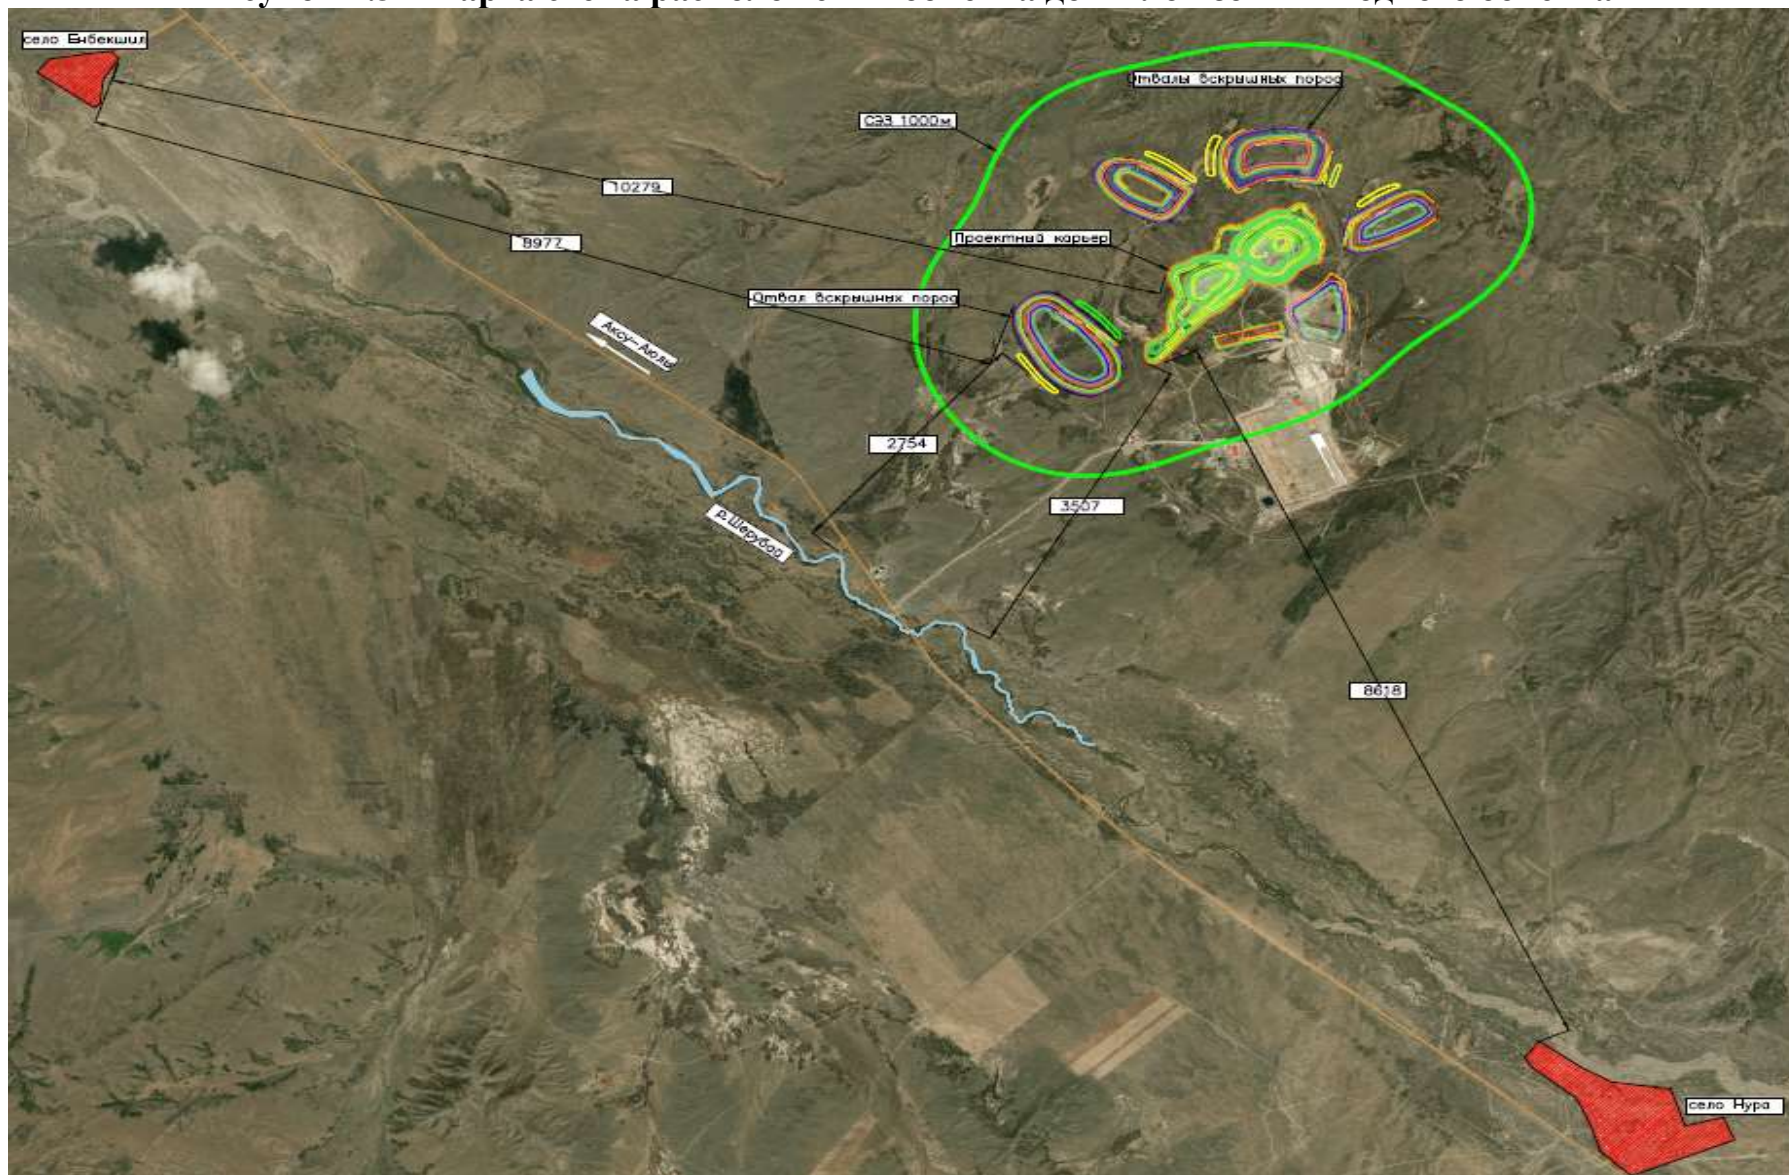 село Енбекшил
Отвалы вскрышных пород
СЗЗ 1000м
10279
Проектный карьер
8977
Отвал вскрышных пород
Аксу-Аюлы
2754
3507
р.Шерубай
8618
село Нура